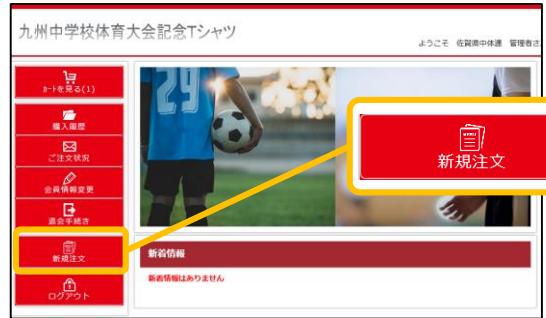 九州中学校体育大会記念Tシャツ
ようこそ 佐賀県中体連 管理者さ
カートを見る(1)
購入履歴
ご注文状況
会員情報変更
退会手続き
新規注文
ログアウト
29
新規注文
新着情報
新着情報はありません